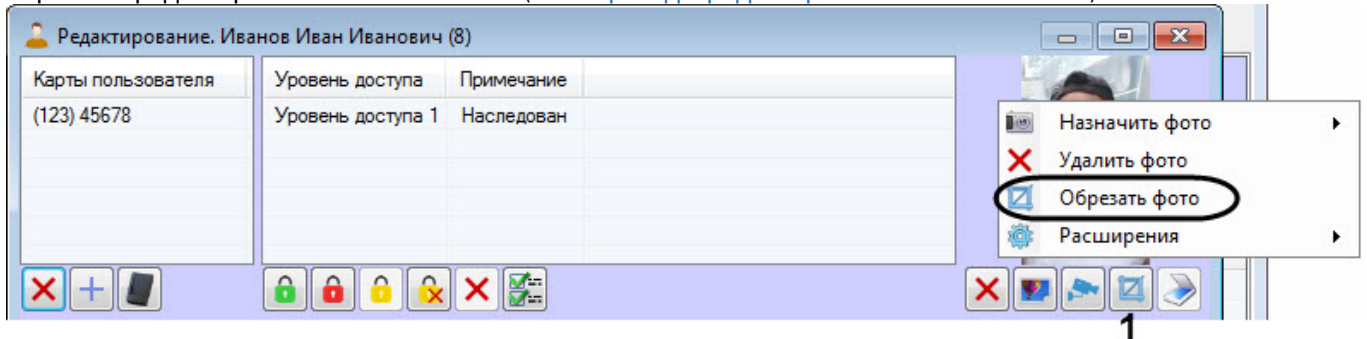 Редактирование. Иванов Иван Иванович (8)
Карты пользователя
Уровень доступа
Примечание
(123) 45678
Уровень доступа 1
Наследован
Назначить фото
Удалить фото
Обрезать фото
Расширения
1